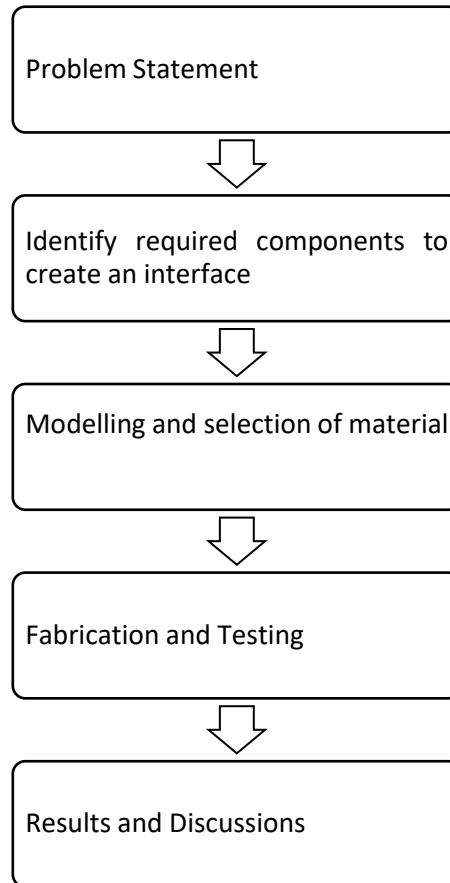 Problem Statement
Identify required components to
create an interface
Modelling and selection of material
Fabrication and Testing
Results and Discussions